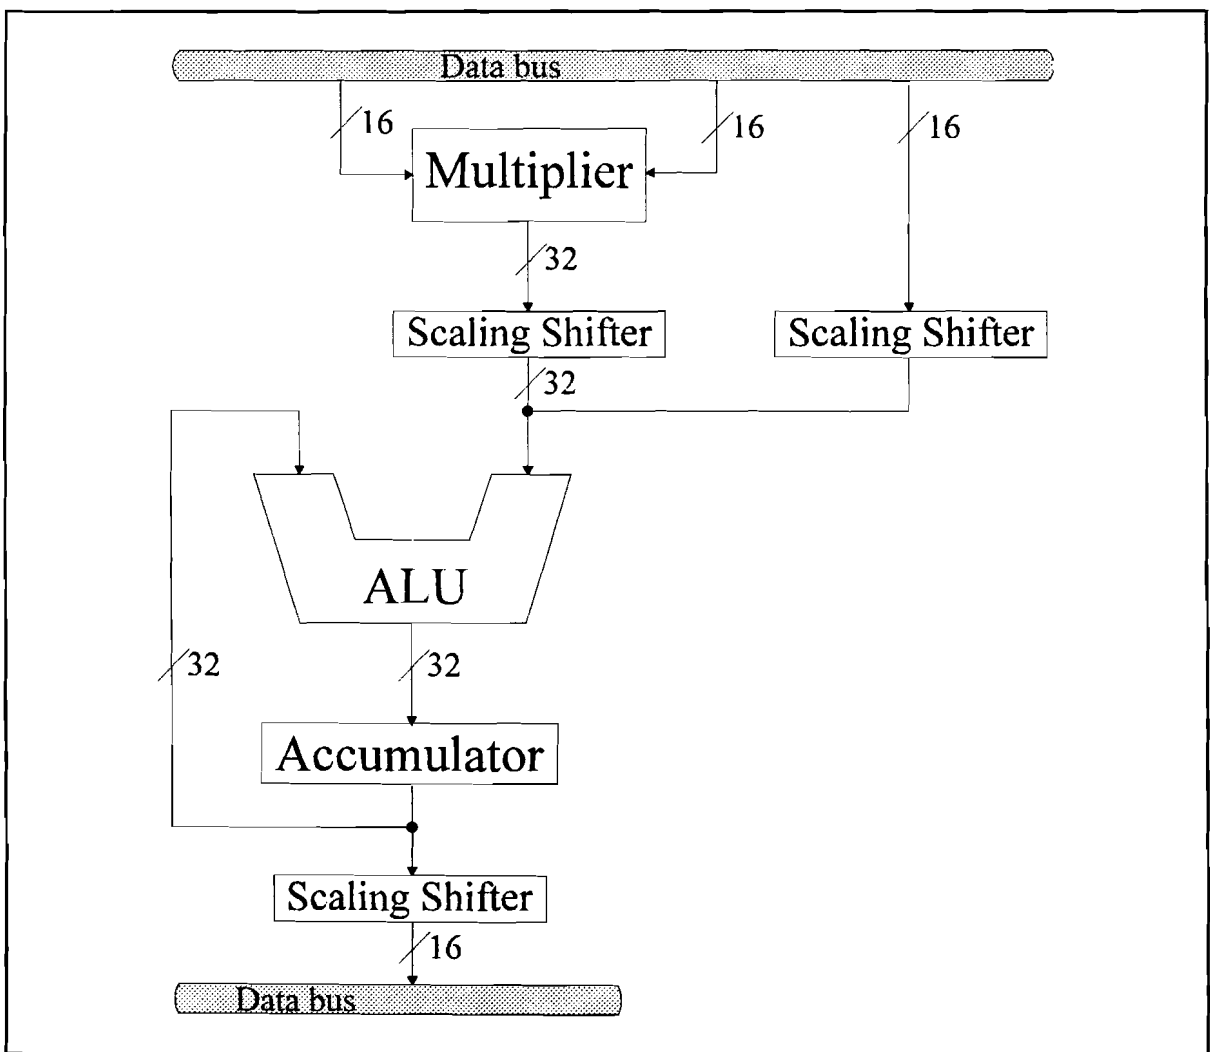 Data bus
16
16
16
Multiplier
32
Scaling Shifter
Scaling Shifter
32
ALU
32
32
Accumulator
Scaling Shifter
16
Data bus